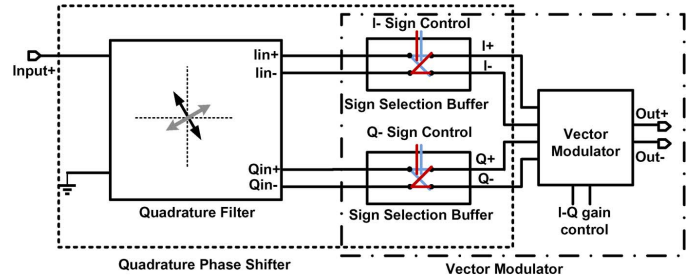 I- Sign Control
Input+
Iin+
Iin-
I+
I-
Sign Selection Buffer
Q- Sign Control
Qin+
Qin-
Q+
Q-
Sign Selection Buffer
Quadrature Filter
Vector
Modulator
Out+
Out-
I-Q gain
control
Quadrature Phase Shifter
Vector Modulator